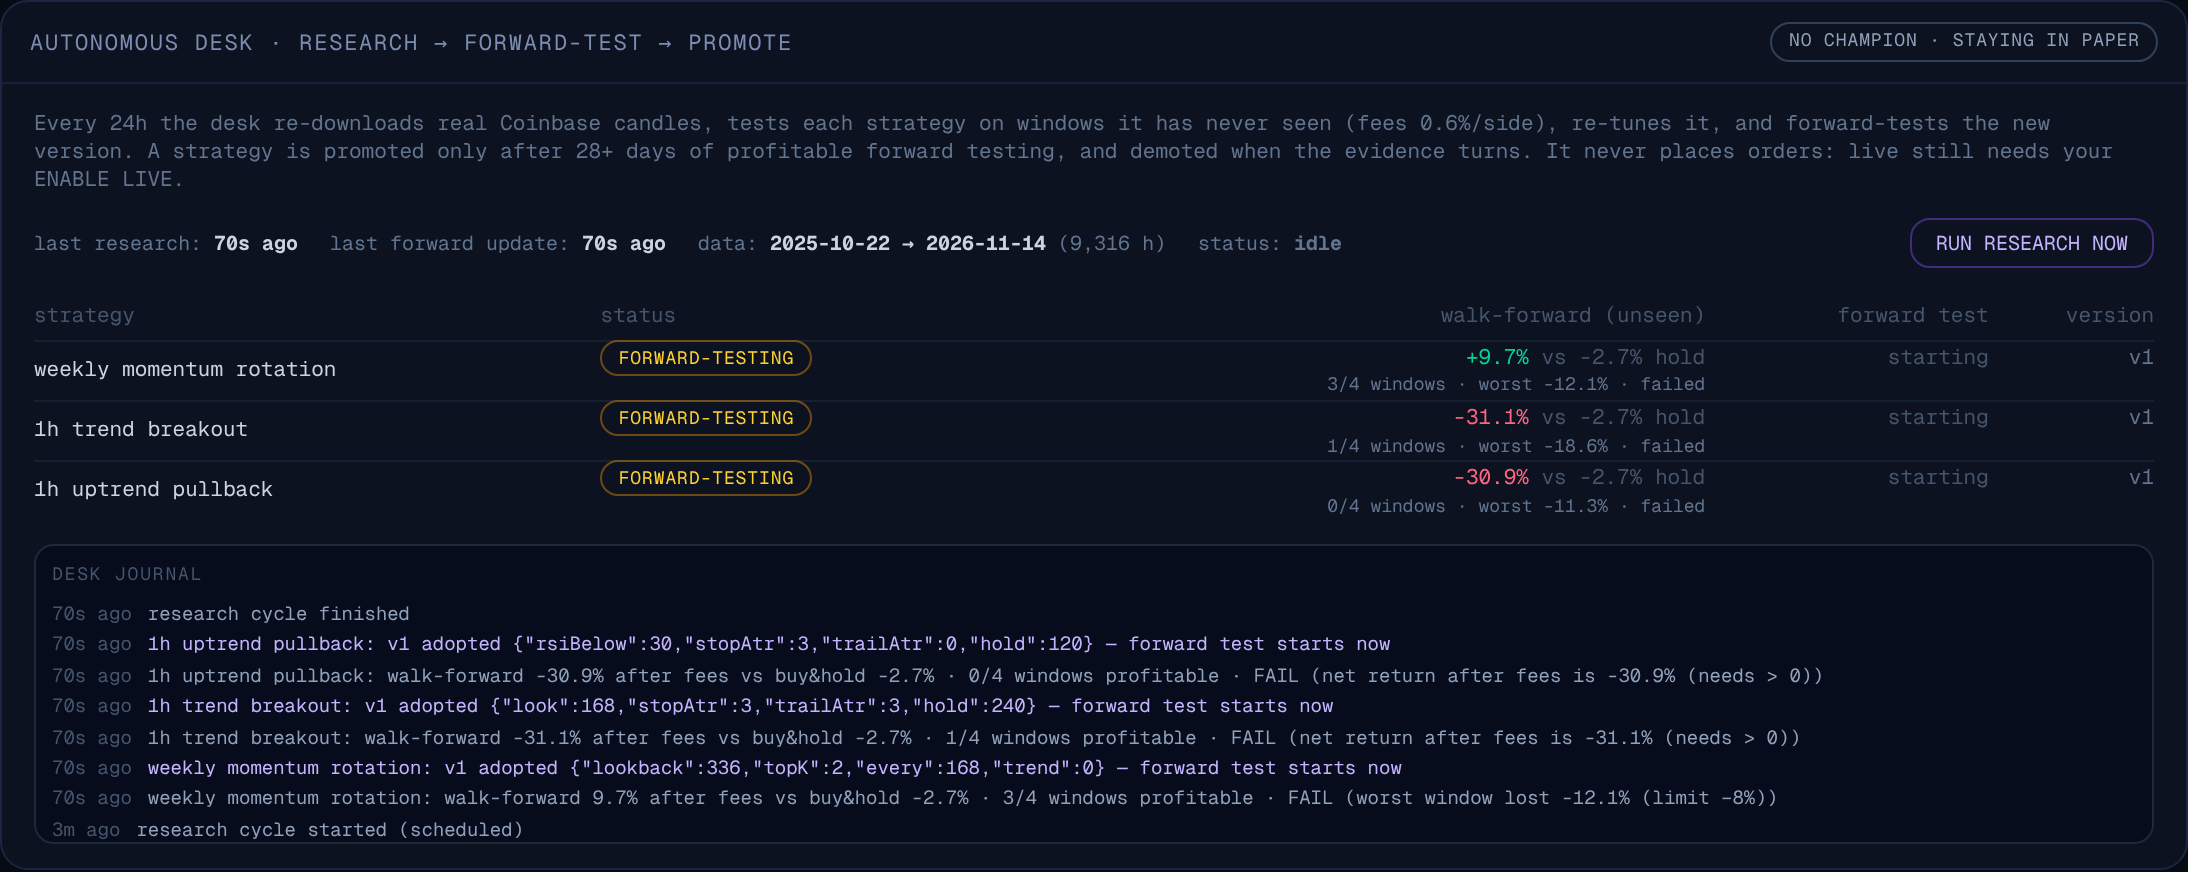 AUTONOMOUS DESK · RESEARCH → FORWARD-TEST → PROMOTE
NO CHAMPION · STAYING IN PAPER
Every 24h the desk re-downloads real Coinbase candles, tests each strategy on windows it has never seen (fees 0.6%/side), re-tunes it, and forward-tests the new
version. A strategy is promoted only after 28+ days of profitable forward testing, and demoted when the evidence turns. It never places orders: live still needs your
ENABLE LIVE.
last research: 70s ago last forward update: 70s ago data: 2025-10-22 → 2026-11-14 (9,316 h) status: idle
RUN RESEARCH NOW
strategy status walk-forward (unseen) forward test version
weekly momentum rotation FORWARD-TESTING +9.7% vs -2.7% hold starting v1
3/4 windows · worst -12.1% · failed
1h trend breakout FORWARD-TESTING -31.1% vs -2.7% hold starting v1
1/4 windows · worst -18.6% · failed
1h uptrend pullback FORWARD-TESTING -30.9% vs -2.7% hold starting v1
0/4 windows · worst -11.3% · failed
DESK JOURNAL
70s ago research cycle finished
70s ago 1h uptrend pullback: v1 adopted {"rsiBelow":30,"stopAtr":3,"trailAtr":0,"hold":120} — forward test starts now
70s ago 1h uptrend pullback: walk-forward -30.9% after fees vs buy&hold -2.7% · 0/4 windows profitable · FAIL (net return after fees is -30.9% (needs > 0))
70s ago 1h trend breakout: v1 adopted {"look":168,"stopAtr":3,"trailAtr":3,"hold":240} — forward test starts now
70s ago 1h trend breakout: walk-forward -31.1% after fees vs buy&hold -2.7% · 1/4 windows profitable · FAIL (net return after fees is -31.1% (needs > 0))
70s ago weekly momentum rotation: v1 adopted {"lookback":336,"topK":2,"every":168,"trend":0} — forward test starts now
70s ago weekly momentum rotation: walk-forward 9.7% after fees vs buy&hold -2.7% · 3/4 windows profitable · FAIL (worst window lost -12.1% (limit -8%))
3m ago research cycle started (scheduled)